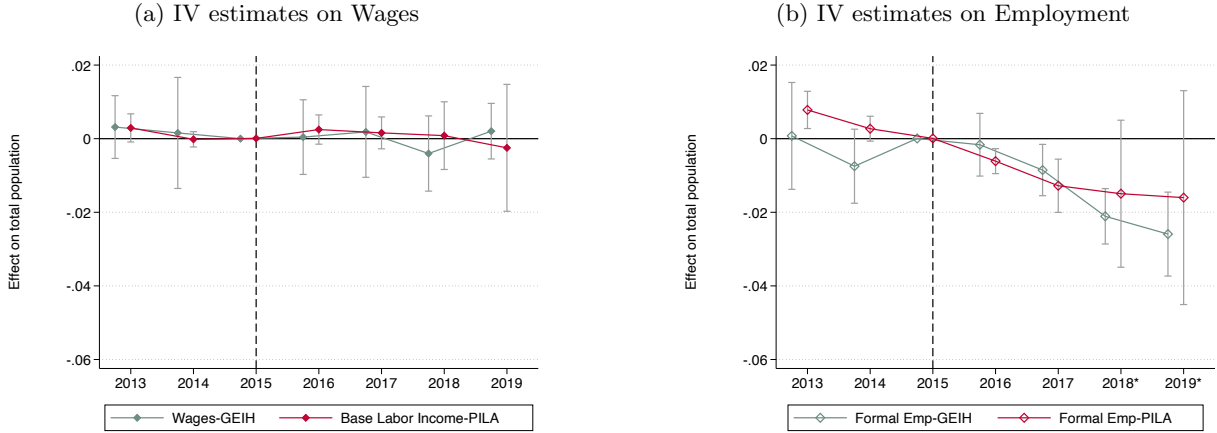 (a) IV estimates on Wages
Effect on total population
.02
0
-.02
-.04
-.06
2013 2014 2015 2016 2017 2018 2019
Wages-GEIH Base Labor Income-PILA
(b) IV estimates on Employment
Effect on total population
.02
0
-.02
-.04
-.06
2013 2014 2015 2016 2017 2018* 2019*
Formal Emp-GEIH Formal Emp-PILA